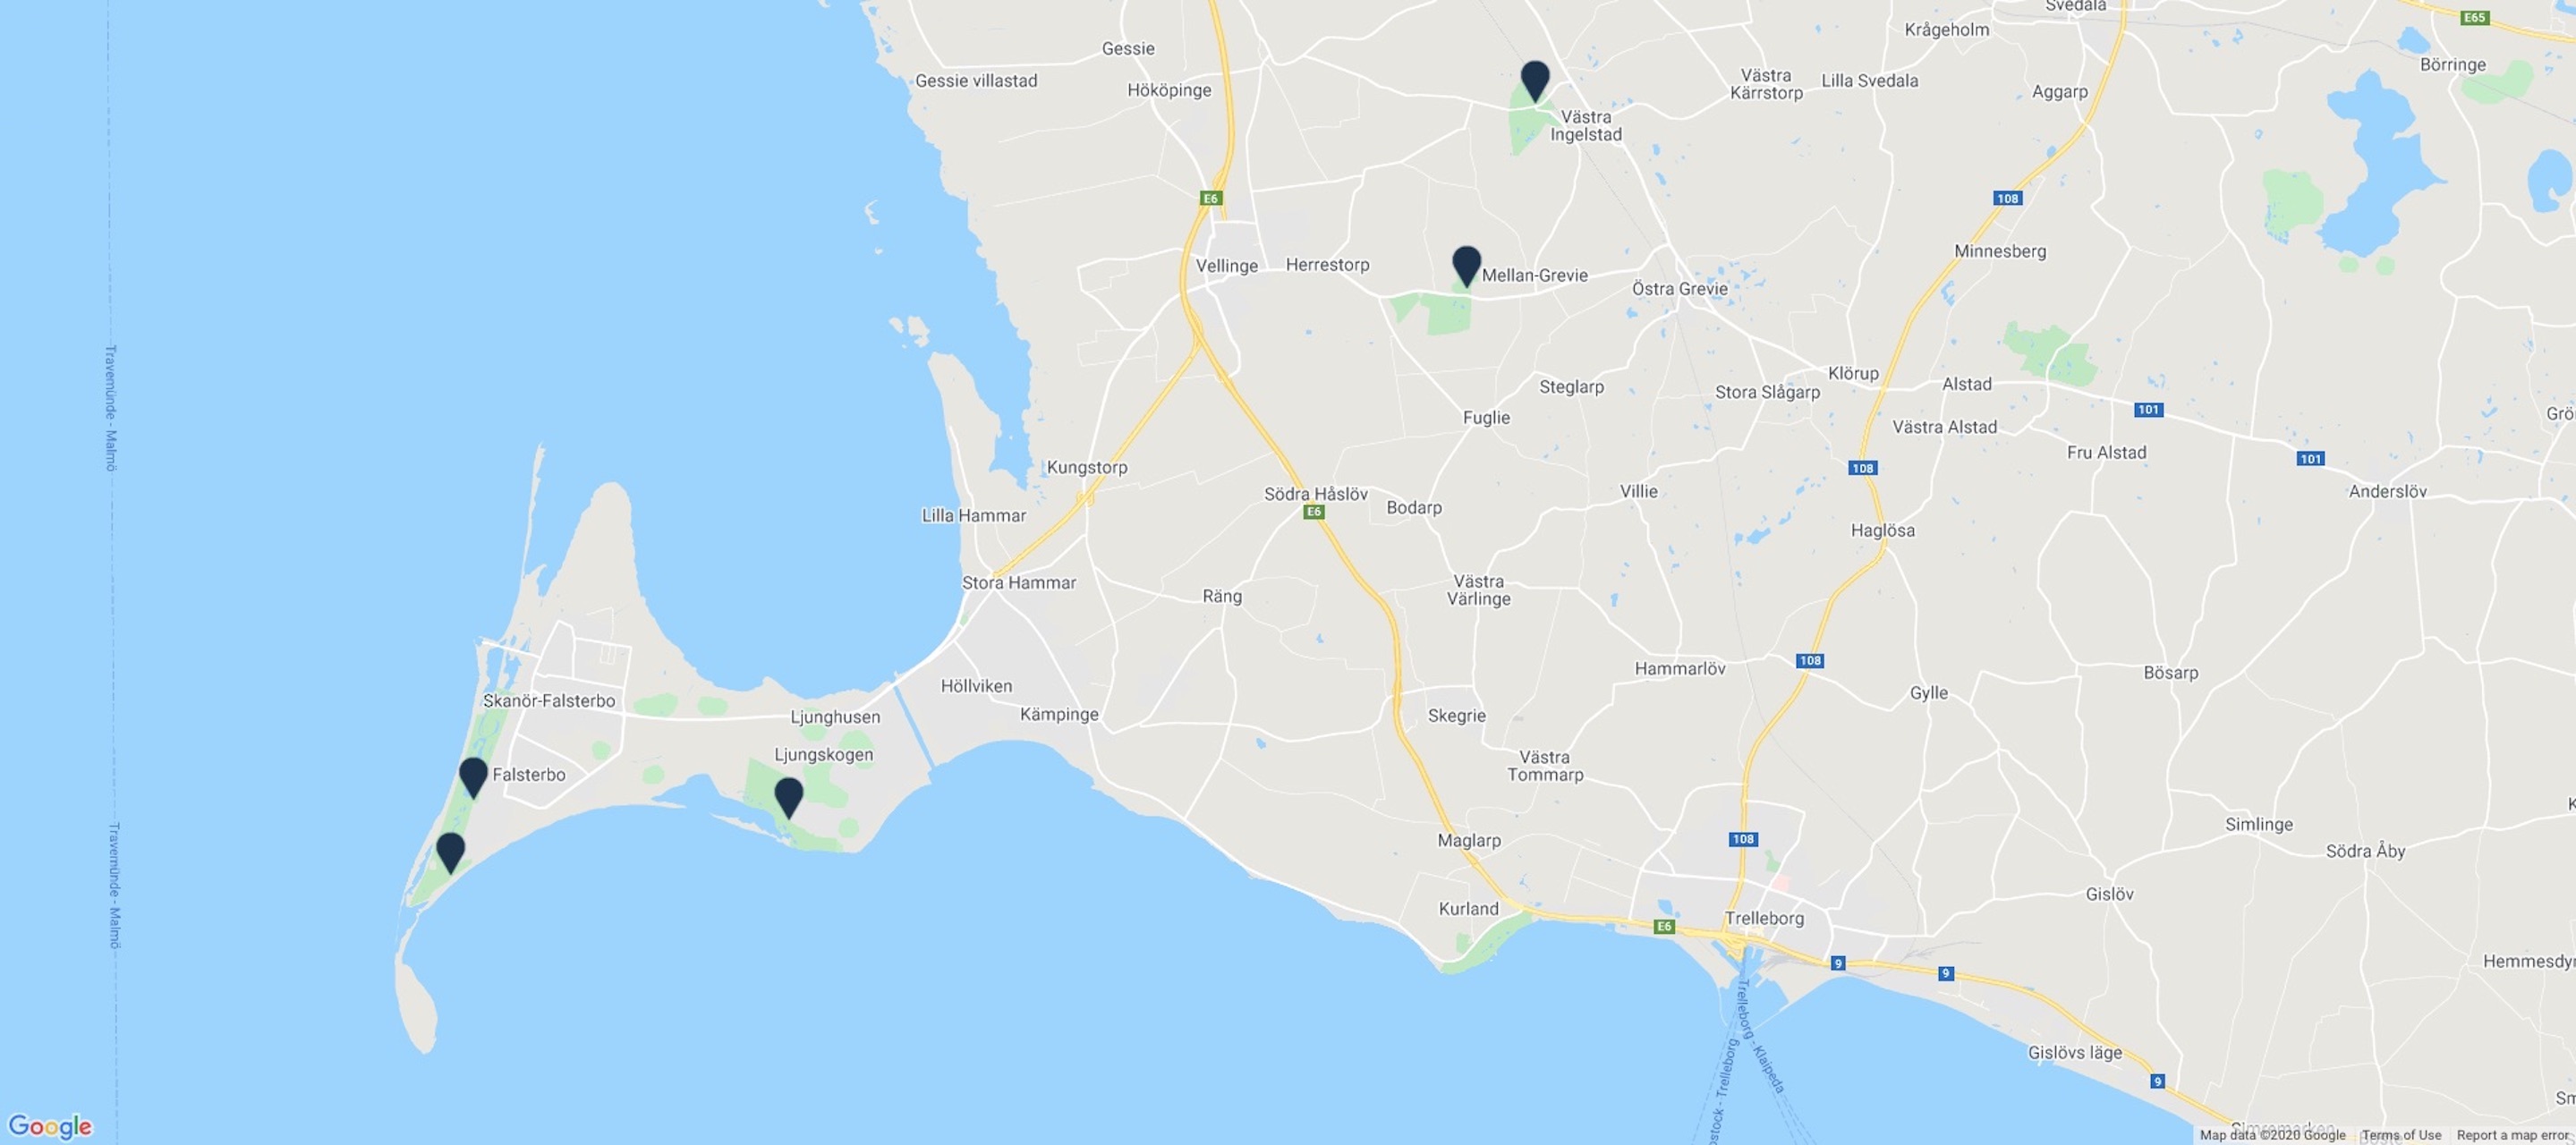 Svedala
E65
Krågeholm
Gessie
Börringe
Gessie villastad
Västra
Kärrstorp
Lilla Svedala
Hököpinge
Aggarp
Västra
Ingelstad
E6
108
Minnesberg
Vellinge
Herrestorp
Mellan-Grevie
Östra Grevie
Travemünde - Malmö
Klörup
Alstad
Steglarp
Stora Slågarp
101
Grö
Fuglie
Västra Alstad
Fru Alstad
101
Kungstorp
108
Södra Håslöv
Villie
Anderslöv
E6
Bodarp
Lilla Hammar
Haglösa
Stora Hammar
Västra
Värlinge
Räng
108
Hammarlöv
Bösarp
Höllviken
Gylle
Skanör-Falsterbo
Ljunghusen
Kämpinge
Skegrie
Ljungskogen
Västra
Tommarp
Falsterbo
K
Simlinge
Maglarp
108
Södra Åby
Travemünde - Malmö
Gislöv
Kurland
Trelleborg
E6
9
9
Hemmesdyn
Trelleborg - Klaipeda
ostock - Trelleborg
Gislövs läge
9
Sm
Google
Map data ©2020 Google
Terms of Use
Report a map error